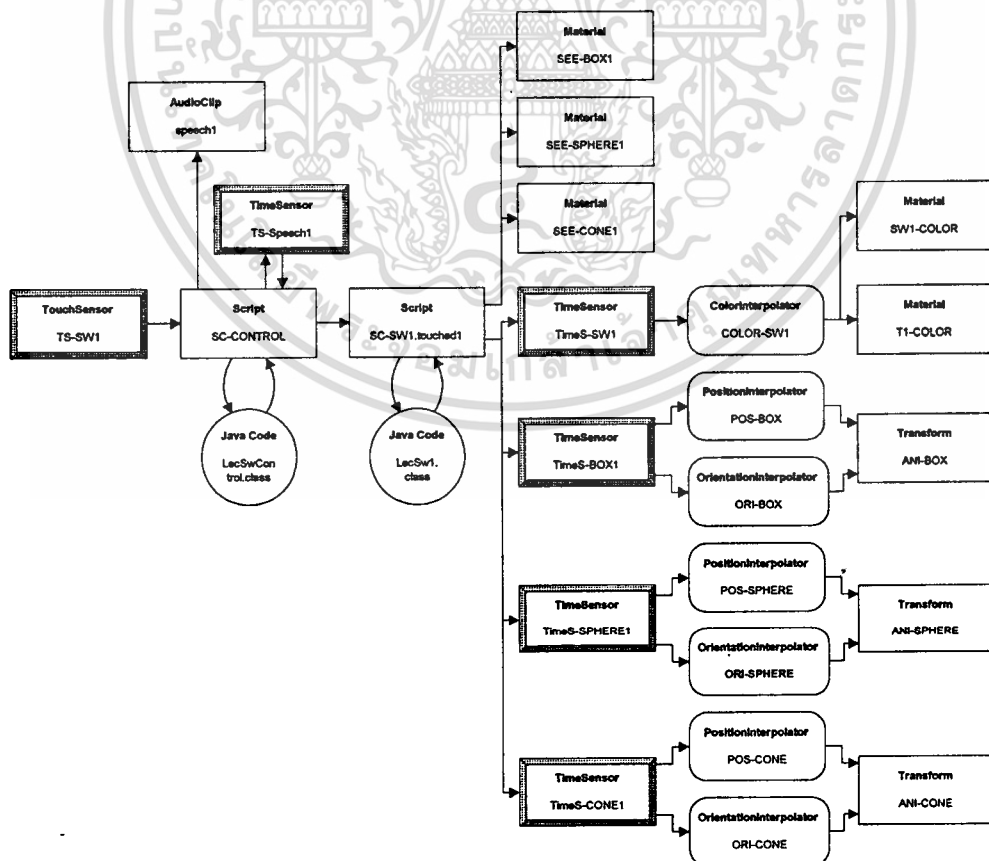 Material
SEE-BOX1
AudioClip
speech1
Material
SEE-SPHERE1
TimeSensor
TS-Speech1
Material
SEE-CONE1
Material
SW1-COLOR
TouchSensor
TS-SW1
Script
SC-CONTROL
Script
SC-SW1.touched1
TimeSensor
TimeS-SW1
ColorInterpolator
COLOR-SW1
Material
T1-COLOR
Java Code
LecSwCon
trol.class
Java Code
LecSw1.
class
TimeSensor
TimeS-BOX1
PositionInterpolator
POS-BOX
OrientationInterpolator
ORI-BOX
Transform
ANI-BOX
TimeSensor
TimeS-SPHERE1
PositionInterpolator
POS-SPHERE
OrientationInterpolator
ORI-SPHERE
Transform
ANI-SPHERE
TimeSensor
TimeS-CONE1
PositionInterpolator
POS-CONE
OrientationInterpolator
ORI-CONE
Transform
ANI-CONE